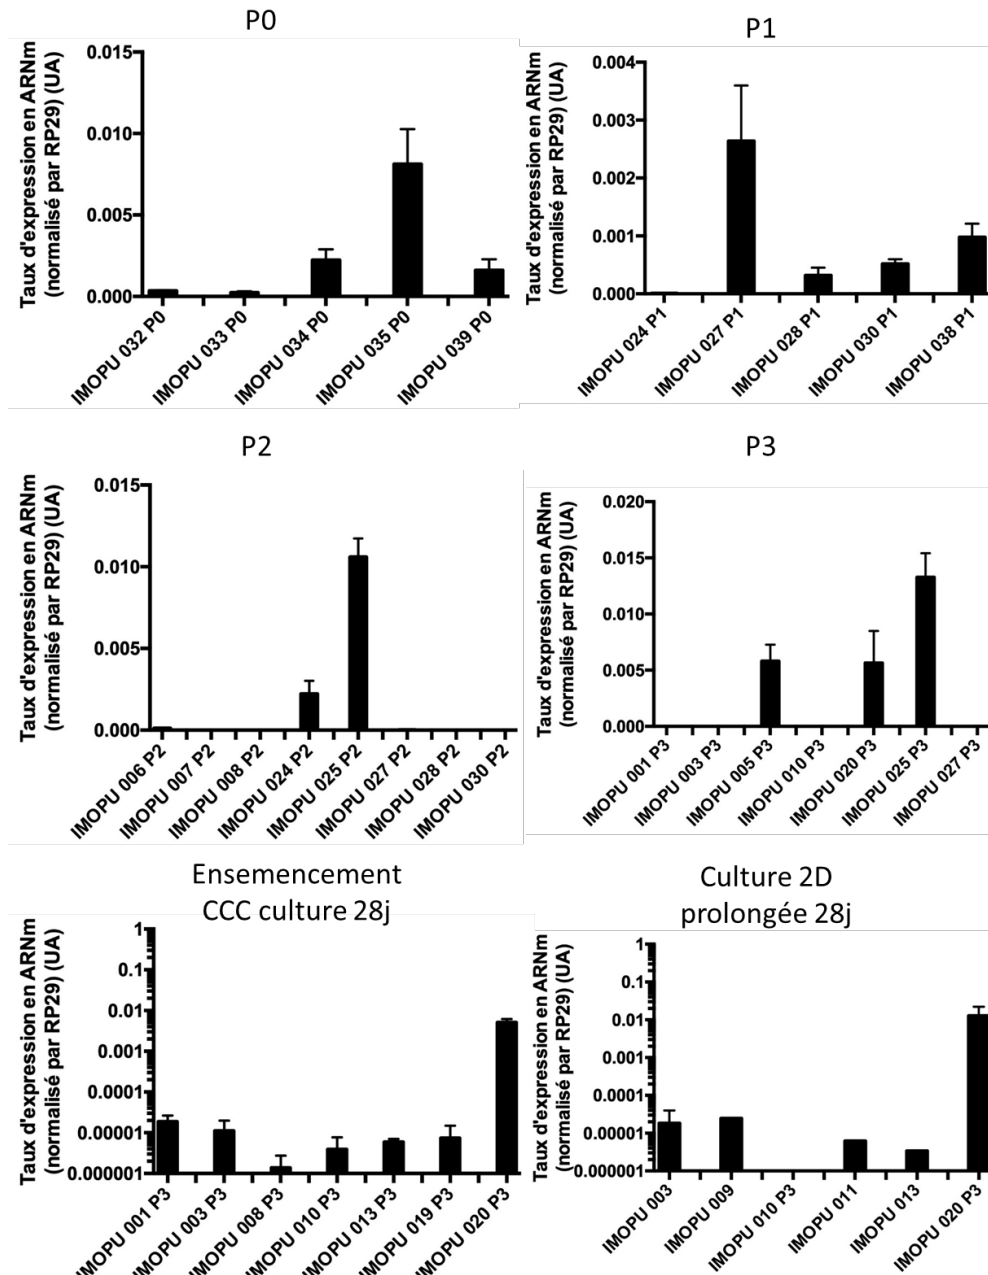 P0
Taux d'expression en ARNm
(normalisé par RP29) (UA)
0.015
0.010
0.005
0.000
IMOPU 032 P0
IMOPU 033 P0
IMOPU 034 P0
IMOPU 035 P0
IMOPU 039 P0
P1
Taux d'expression en ARNm
(normalisé par RP29) (UA)
0.004
0.003
0.002
0.001
0.000
IMOPU 024 P1
IMOPU 027 P1
IMOPU 028 P1
IMOPU 030 P1
IMOPU 038 P1
P2
Taux d'expression en ARNm
(normalisé par RP29) (UA)
0.015
0.010
0.005
0.000
IMOPU 006 P2
IMOPU 007 P2
IMOPU 008 P2
IMOPU 024 P2
IMOPU 025 P2
IMOPU 027 P2
IMOPU 028 P2
IMOPU 030 P2
P3
Taux d'expression en ARNm
(normalisé par RP29) (UA)
0.020
0.015
0.010
0.005
0.000
IMOPU 001 P3
IMOPU 003 P3
IMOPU 005 P3
IMOPU 010 P3
IMOPU 020 P3
IMOPU 025 P3
IMOPU 027 P3
Ensemencement
CCC culture 28j
Taux d'expression en ARNm
(normalisé par RP29) (UA)
1
0.1
0.01
0.001
0.0001
0.00001
0.000001
IMOPU 001 P3
IMOPU 003 P3
IMOPU 008 P3
IMOPU 010 P3
IMOPU 013 P3
IMOPU 019 P3
IMOPU 020 P3
Culture 2D
prolongée 28j
Taux d'expression en ARNm
(normalisé par RP29) (UA)
1
0.1
0.01
0.001
0.0001
0.00001
0.000001
IMOPU 003
IMOPU 009
IMOPU 010 P3
IMOPU 011
IMOPU 013
IMOPU 020 P3